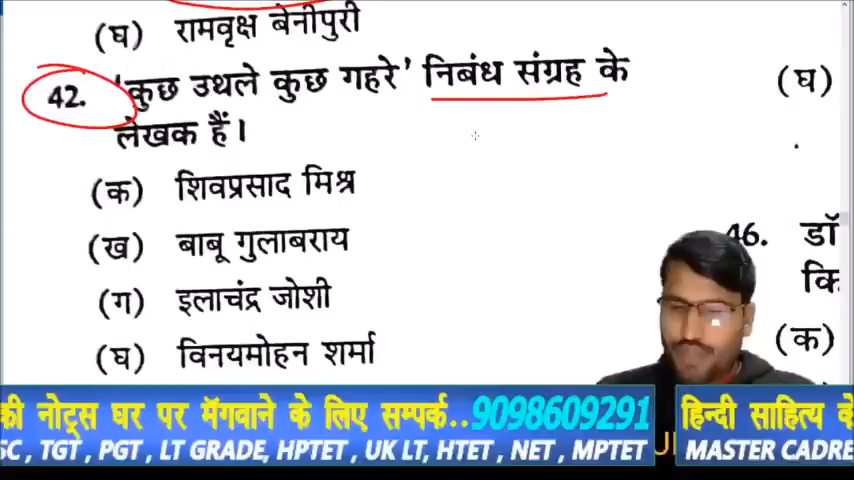 (घ) रामवृक्ष बेनीपुरी
42. 'कुछ उथले कुछ गहरे' निबंध संग्रह के
लेखक हैं।
(क) शिवप्रसाद मिश्र
(ख) बाबू गुलाबराय
(ग) इलाचंद्र जोशी
(घ) विनयमोहन शर्मा
(घ)
46. डॉ
कि
(क)
की नोट्स घर पर मॅगवाने के लिए सम्पर्क..9098609291
हिन्दी साहित्य के
SC , TGT , PGT , LT GRADE, HPTET , UK LT, HTET , NET , MPTET
MASTER CADRE